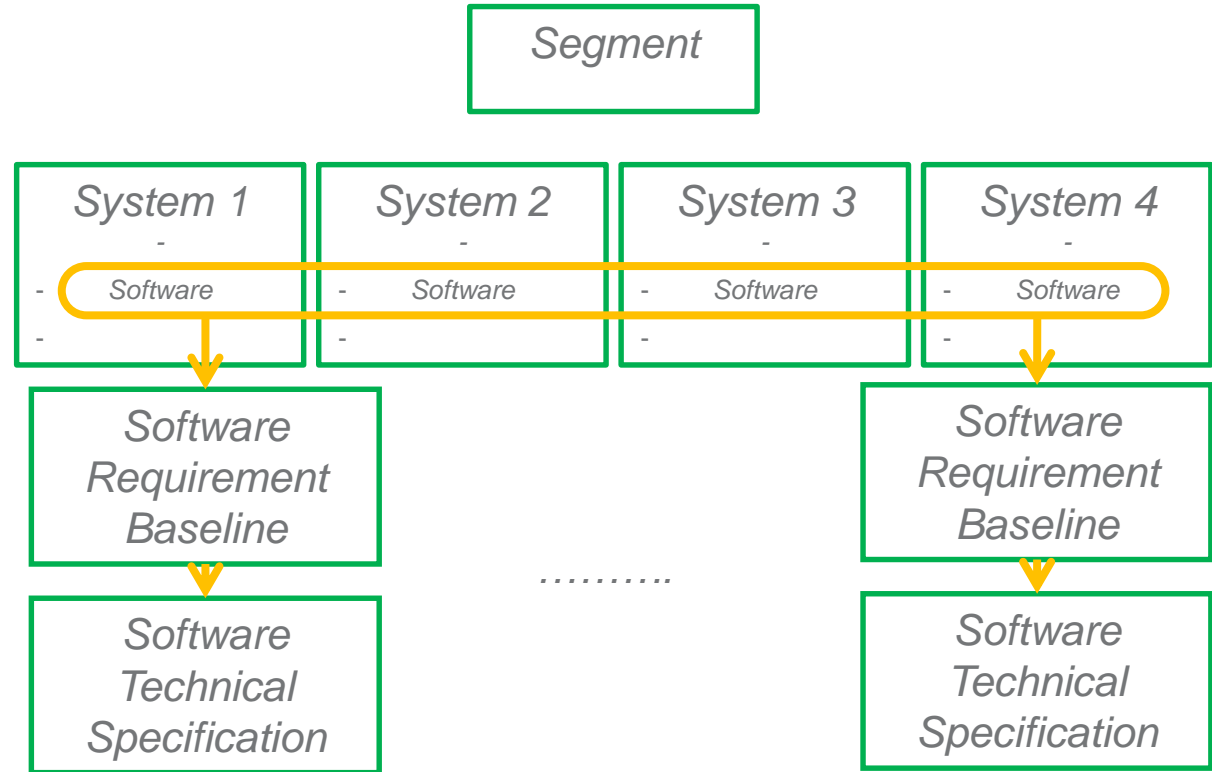 Segment
System 1 System 2 System 3 System 4
- - - -
- Software - Software - Software - Software
- - - -
Software Software
Requirement Requirement
Baseline Baseline
……….
Software Software
Technical Technical
Specification Specification